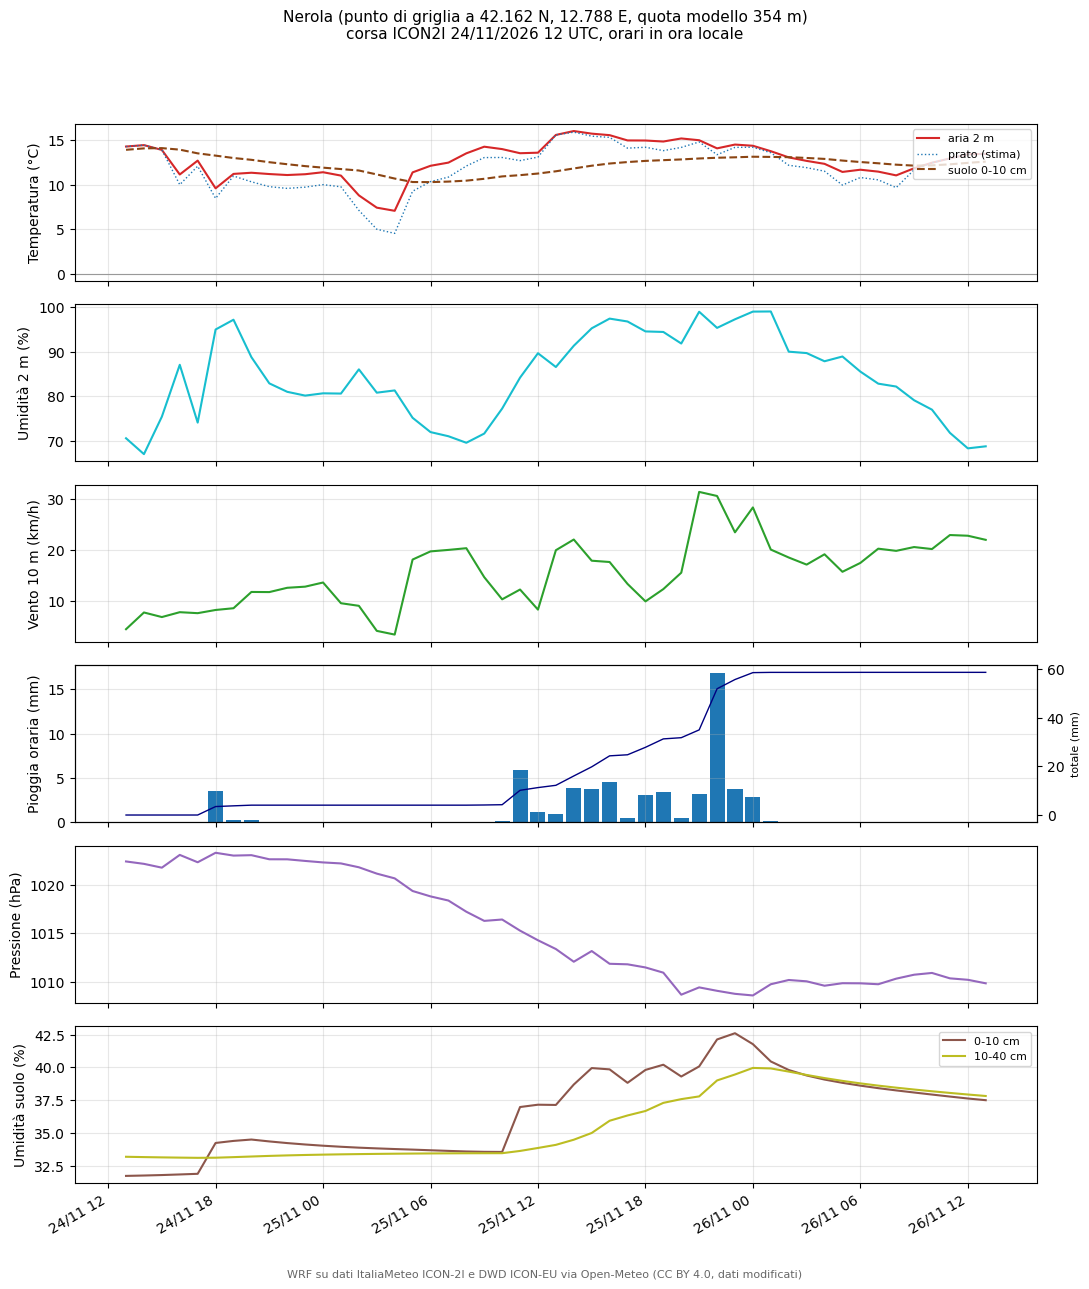 Nerola (punto di griglia a 42.162 N, 12.788 E, quota modello 354 m)
corsa ICON2I 24/11/2026 12 UTC, orari in ora locale
Temperatura (°C)
15
10
5
0
aria 2 m
prato (stima)
suolo 0-10 cm
Umidità 2 m (%)
100
90
80
70
Vento 10 m (km/h)
30
20
10
Pioggia oraria (mm)
15
10
5
0
60
40
20
0
totale (mm)
Pressione (hPa)
1020
1015
1010
Umidità suolo (%)
42.5
40.0
37.5
35.0
32.5
0-10 cm
10-40 cm
24/11 12
24/11 18
25/11 00
25/11 06
25/11 12
25/11 18
26/11 00
26/11 06
26/11 12
WRF su dati ItaliaMeteo ICON-2I e DWD ICON-EU via Open-Meteo (CC BY 4.0, dati modificati)